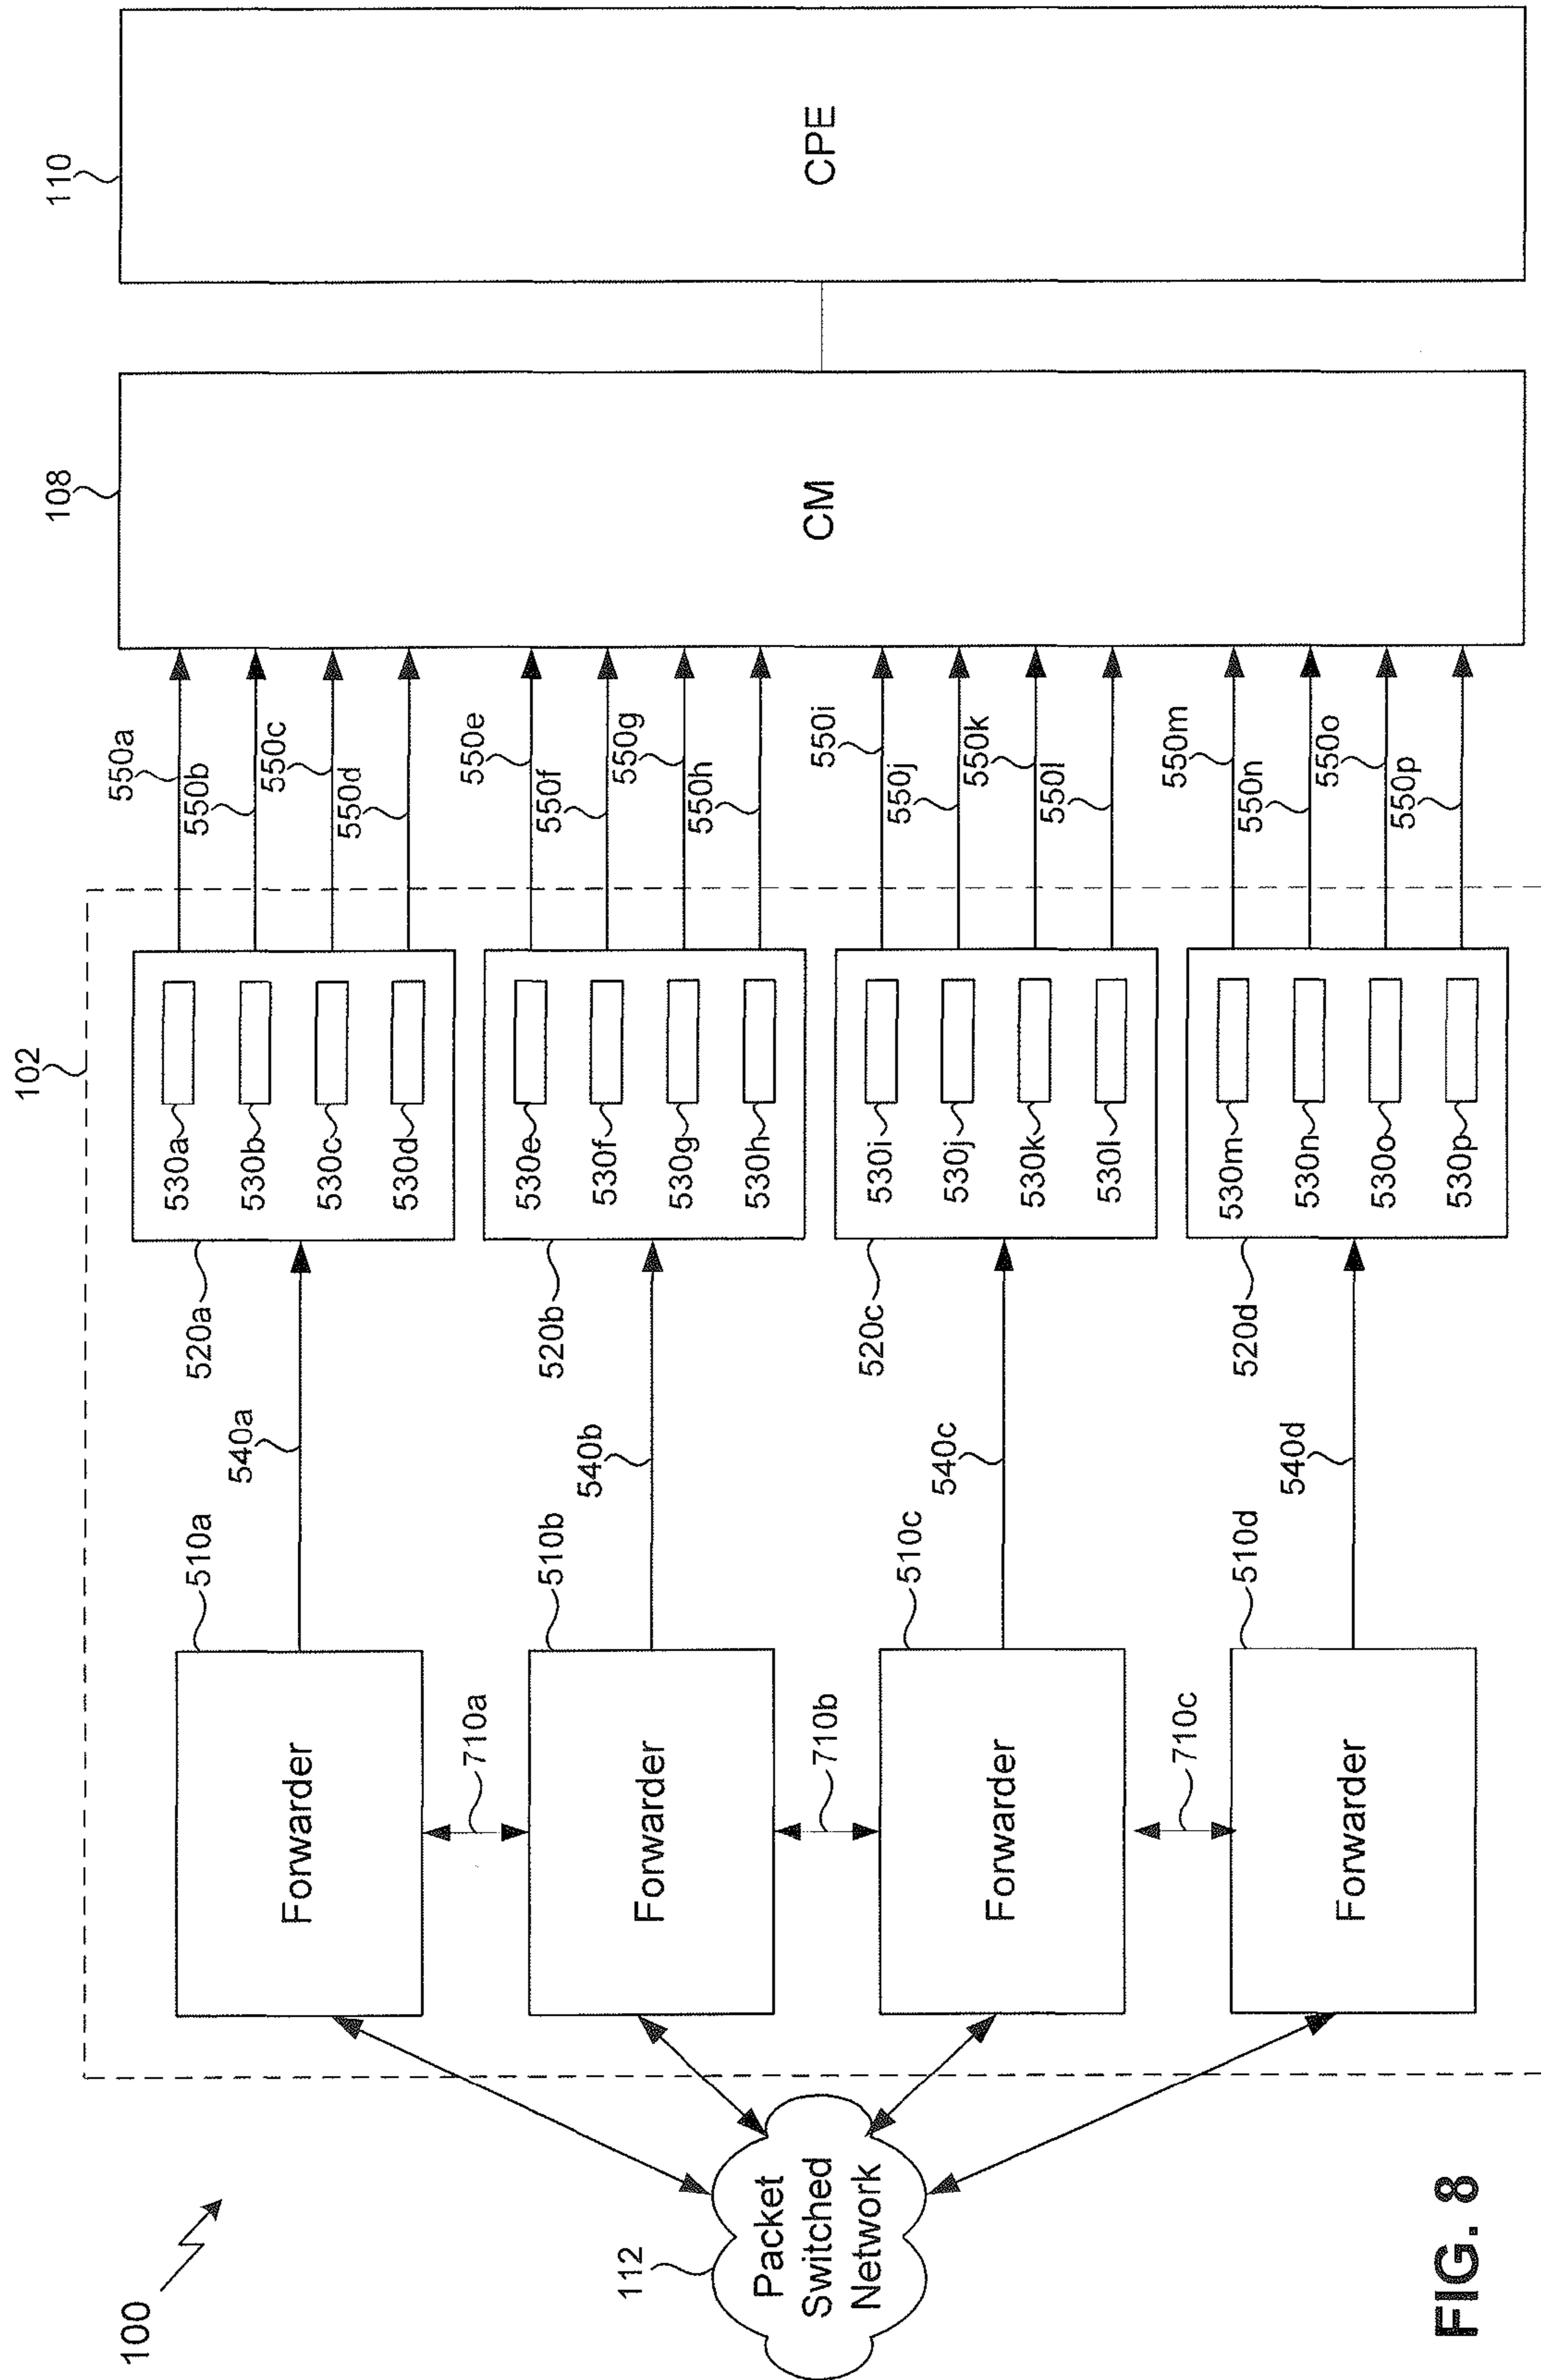 100
112
Packet
Switched
Network
102
Forwarder
510a
540a
520a
530a
530b
530c
530d
550a
550b
550c
550d
710a
Forwarder
510b
540b
520b
530e
530f
530g
530h
550e
550f
550g
550h
710b
Forwarder
510c
540c
520c
530i
530j
530k
530l
550i
550j
550k
550l
710c
Forwarder
510d
540d
520d
530m
530n
530o
530p
550m
550n
550o
550p
108
CM
110
CPE
FIG. 8